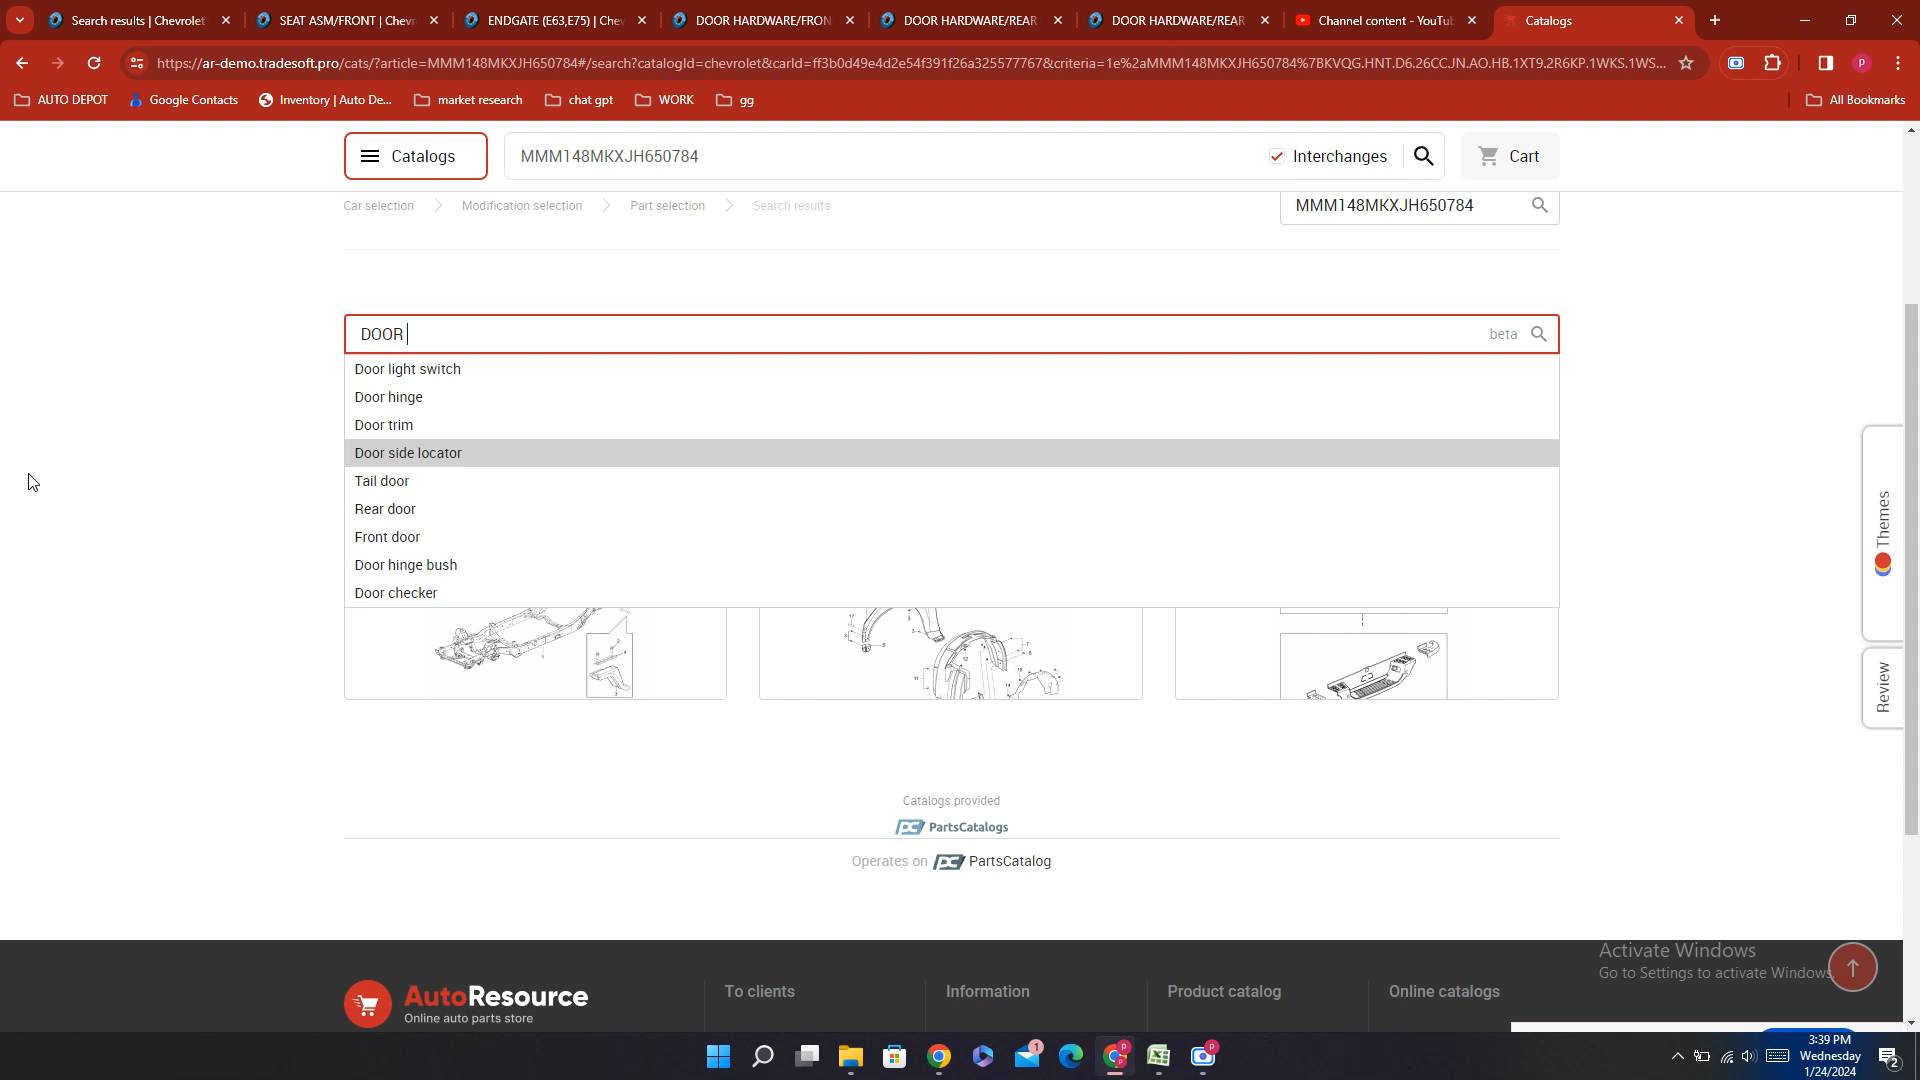 Search results | Chevrolet
SEAT ASM/FRONT | Chevr
ENDGATE (E63,E75) | Chev
DOOR HARDWARE/FRON
DOOR HARDWARE/REAR
DOOR HARDWARE/REAR
Channel content - YouTub
Catalogs
https://ar-demo.tradesoft.pro/cats/?article=MMM148MKXJH650784#/search?catalogId=chevrolet&carId=ff3b0d49e4d2e54f391f26a325577767&criteria=1e%2aMMM148MKXJH650784%7BKVQG.HNT.D6.26CC.JN.AO.HB.1XT9.2R6KP.1WKS.1WS...
P
AUTO DEPOT
Google Contacts
Inventory | Auto De...
market research
chat gpt
WORK
gg
All Bookmarks
Catalogs
MMM148MKXJH650784
Interchanges
Cart
Car selection
Modification selection
Part selection
Search results
MMM148MKXJH650784
DOOR
beta
Door light switch
Door hinge
Door trim
Door side locator
Tail door
Rear door
Front door
Door hinge bush
Door checker
Themes
Review
Catalogs provided
PC PartsCatalogs
Operates on PC PartsCatalog
Activate Windows
Go to Settings to activate Windows.
AutoResource
Online auto parts store
To clients
Information
Product catalog
Online catalogs
1
P
P
3:39 PM
Wednesday
1/24/2024
2